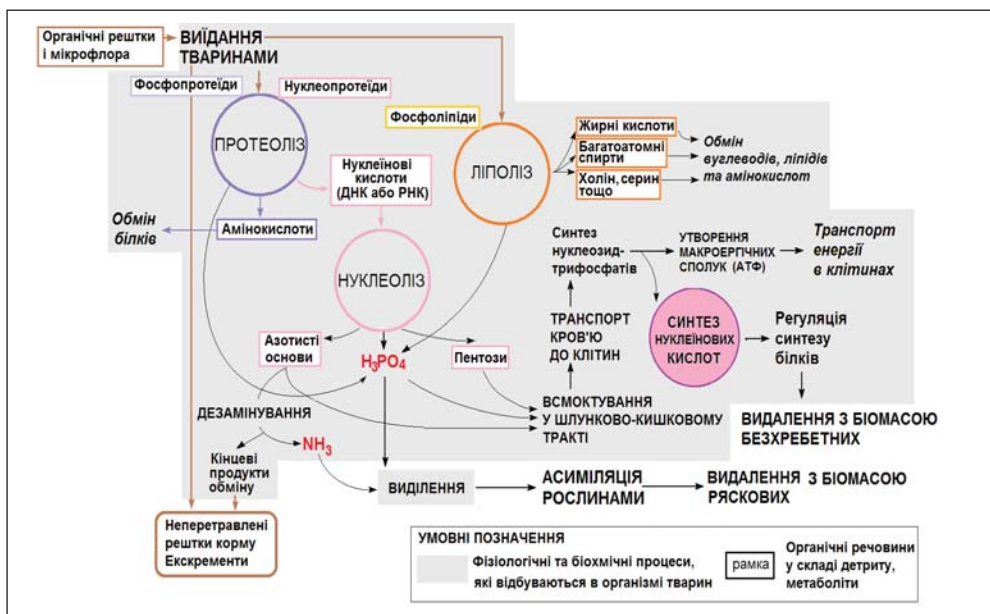 Органічні рештки
і мікрофлора
ВИЇДАННЯ
ТВАРИНАМИ
Фосфопротеїди
Нуклеопротеїди
ПРОТЕОЛІЗ
Фосфоліпіди
ЛІПОЛІЗ
Жирні кислоти
Багатоатомні
спирти
Холін, серин
тощо
Обмін
вуглеводів, ліпідів
та амінокислот
Нуклеїнові
кислоти
(ДНК або РНК)
Обмін
білків
Амінокислоти
НУКЛЕОЛІЗ
Синтез
нуклеозид-
трифосфатів
УТВОРЕННЯ
МАКРОЕРГІЧНИХ
СПОЛУК (АТФ)
Транспорт
енергії
в клітинах
ТРАНСПОРТ
КРОВ'Ю
ДО КЛІТИН
СИНТЕЗ
НУКЛЕЇНОВИХ
КИСЛОТ
Регуляція
синтезу
білків
Азотисті
основи
H3PO4
Пентози
ВСМОКТУВАННЯ
У ШЛУНКОВО-КИШКОВОМУ
ТРАКТІ
ВИДАЛЕННЯ З БІОМАСОЮ
БЕЗХРЕБЕТНИХ
ДЕЗАМІНУВАННЯ
NH3
Кінцеві
продукти
обміну
ВИДІЛЕННЯ
АСИМІЛЯЦІЯ
РОСЛИНАМИ
ВИДАЛЕННЯ З БІОМАСОЮ
РЯСКОВИХ
Неперетравлені
рештки корму
Екскременти
УМОВНІ ПОЗНАЧЕННЯ
Фізіологічні та біохмічні процеси,
які відбуваються в організмі тварин
рамка
Органічні речовини
у складі детриту,
метаболіти